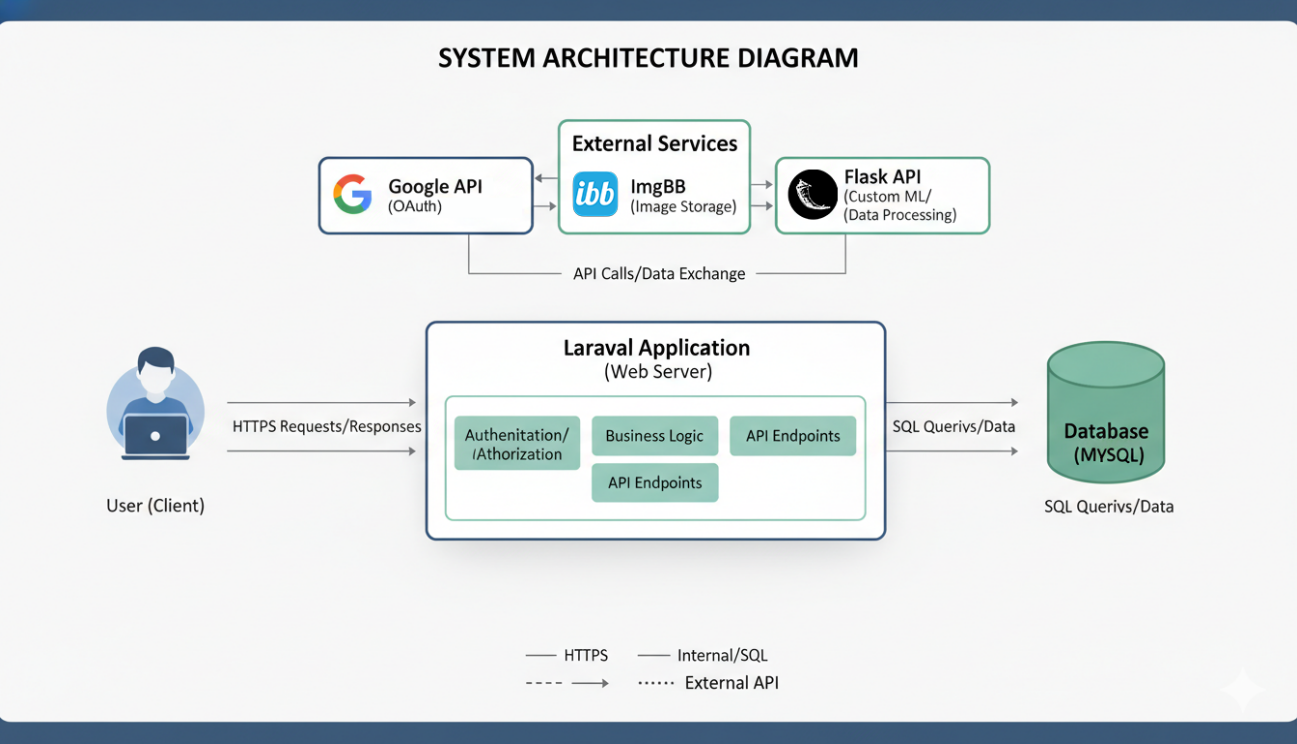 SYSTEM ARCHITECTURE DIAGRAM
External Services
Google API
(OAuth)
ibb
ImgBB
(Image Storage)
Flask API
(Custom ML/
(Data Processing)
API Calls/Data Exchange
Laraval Application
(Web Server)
HTTPS Requests/Responses
Authenitation/
/Athorization
Business Logic
API Endpoints
API Endpoints
SQL Querivs/Data
Database
(MYSQL)
User (Client)
SQL Querivs/Data
HTTPS
Internal/SQL
External API